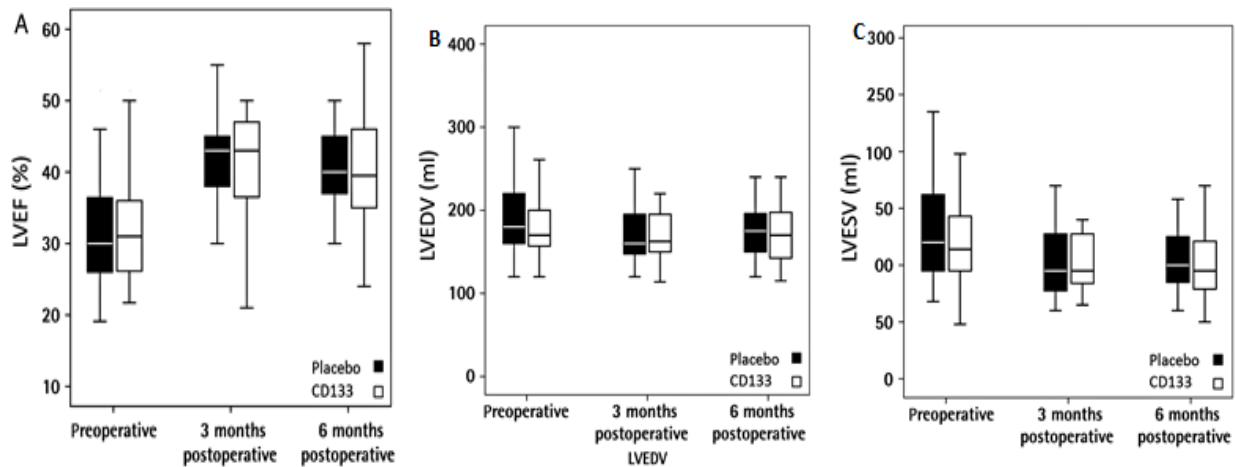 A
60
50
40
30
20
10
LVEF (%)
Placebo
CD133
Preoperative
3 months
postoperative
6 months
postoperative
B
400
300
200
100
0
LVEDV (ml)
Placebo
CD133
Preoperative
3 months
postoperative
6 months
postoperative
LVEDV
C
300
250
100
50
00
50
0
LVESV (ml)
Placebo
CD133
Preoperative
3 months
postoperative
6 months
postoperative